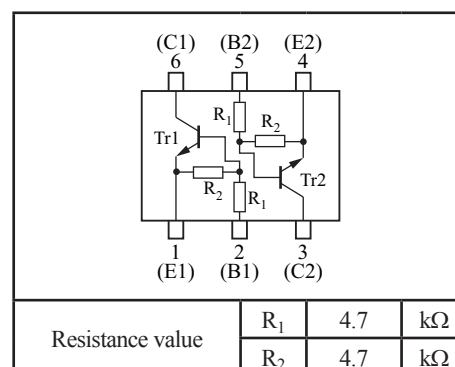 (C1) (B2) (E2)
6 5 4
R1
R2
Tr1
Tr2
R2
R1
1 2 3
(E1) (B1) (C2)
Resistance value R1 4.7 kΩ
R2 4.7 kΩ